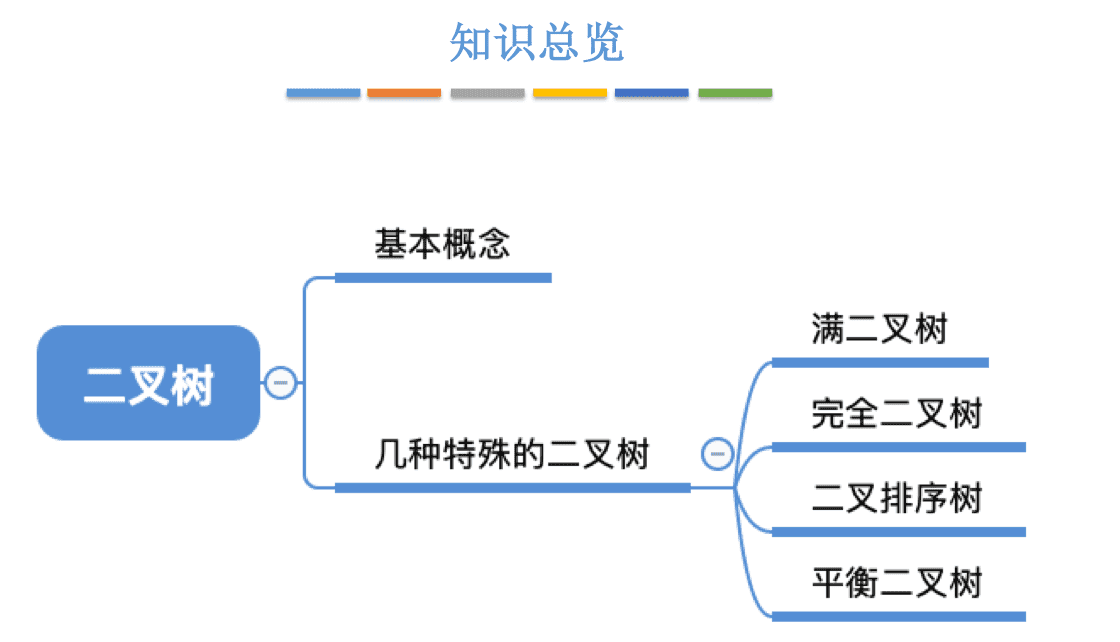 知识总览
二叉树
基本概念
几种特殊的二叉树
满二叉树
完全二叉树
二叉排序树
平衡二叉树